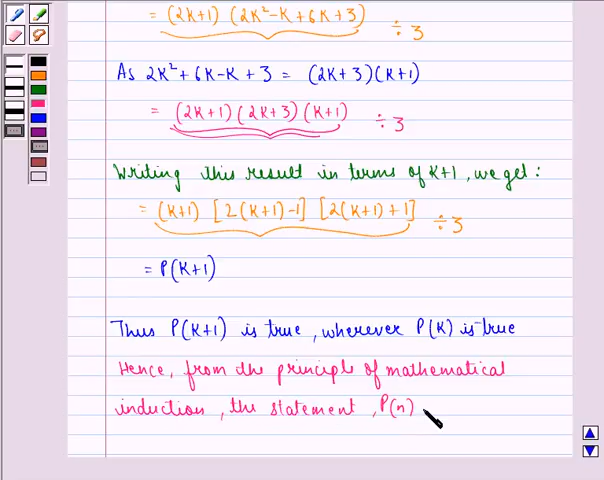 = (2K+1) (2K²-K+6K+3) ÷3
As 2K²+6K-K+3 = (2K+3)(K+1)
= (2K+1)(2K+3)(K+1) ÷3
Writing this result in terms of K+1, we get:
= (K+1) [2(K+1)-1] [2(K+1)+1] ÷3
= P(K+1)
Thus P(K+1) is true, wherever P(K) is true
Hence, from the principle of mathematical
induction, the statement, P(n)